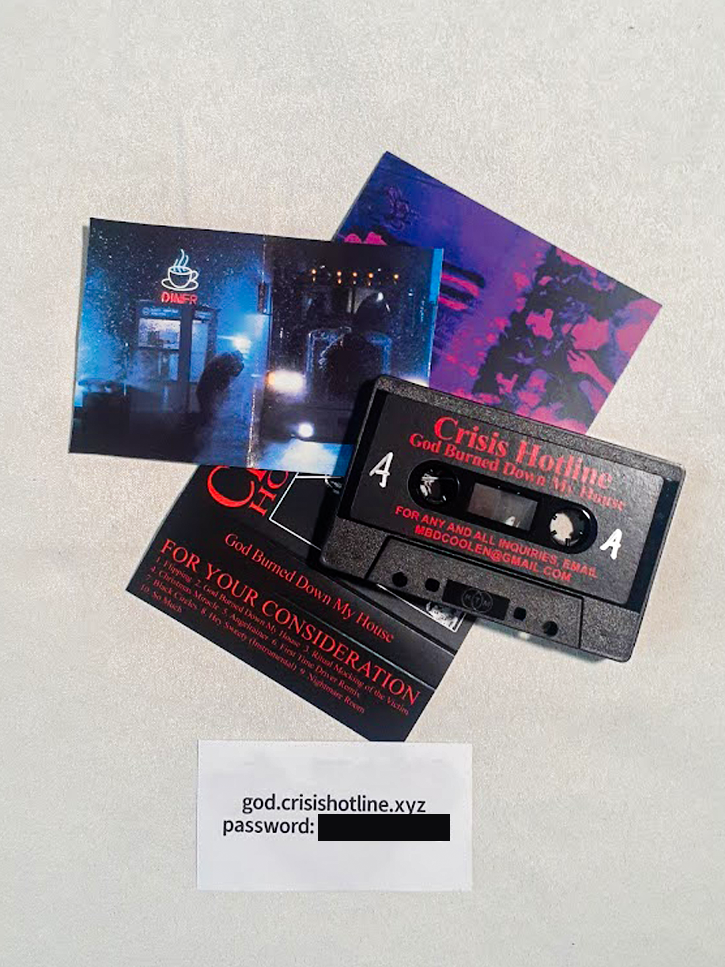 DINER
Crisis Hotline
God Burned Down My House
A
A
FOR ANY AND ALL INQUIRIES, EMAIL
MBDCOOLEN@GMAIL.COM
God Burned Down My House
FOR YOUR CONSIDERATION
1. Flipping 2. God Burned Down My House 3. Ritual Mocking of the Victim
4. Christmas Miracle 5. Angeltrainer 6. First Time Driver Remix
7. Black Circles 8. Hey Sweety (Instrumental) 9. Nightmare Room
10. So Much
god.crisishotline.xyz
password: